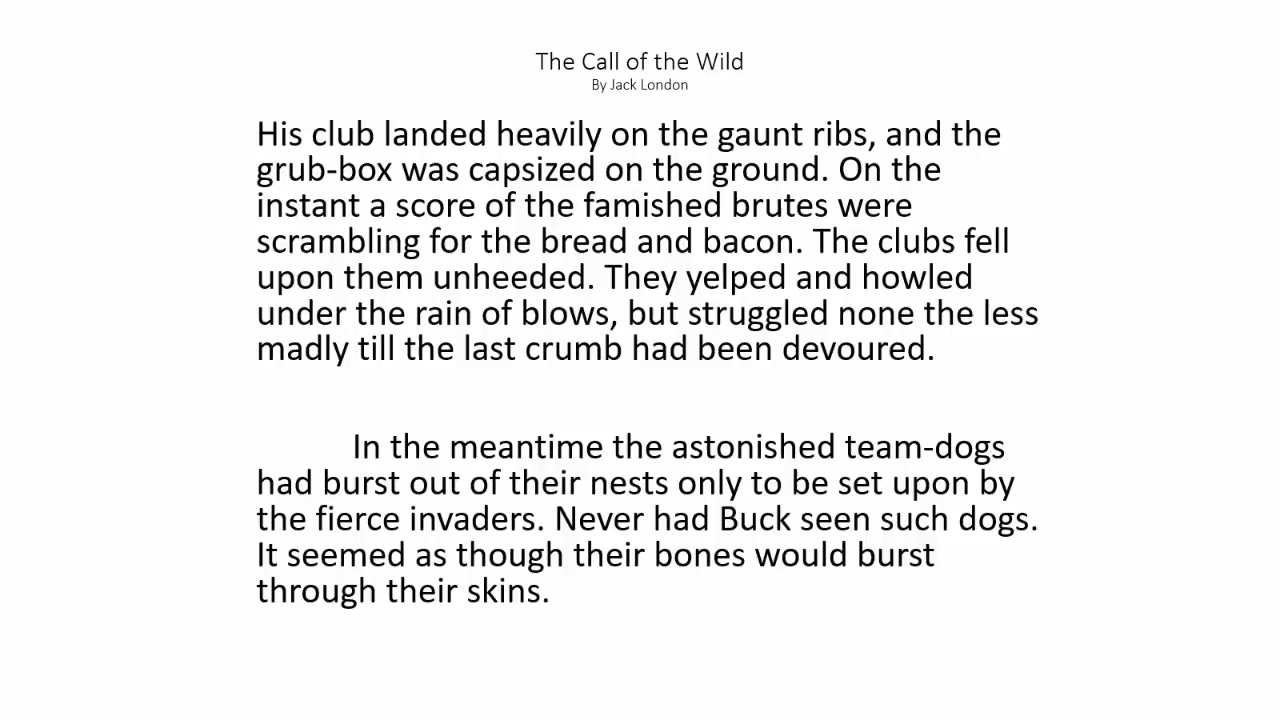 The Call of the Wild
By Jack London
His club landed heavily on the gaunt ribs, and the
grub-box was capsized on the ground. On the
instant a score of the famished brutes were
scrambling for the bread and bacon. The clubs fell
upon them unheeded. They yelped and howled
under the rain of blows, but struggled none the less
madly till the last crumb had been devoured.
In the meantime the astonished team-dogs
had burst out of their nests only to be set upon by
the fierce invaders. Never had Buck seen such dogs.
It seemed as though their bones would burst
through their skins.